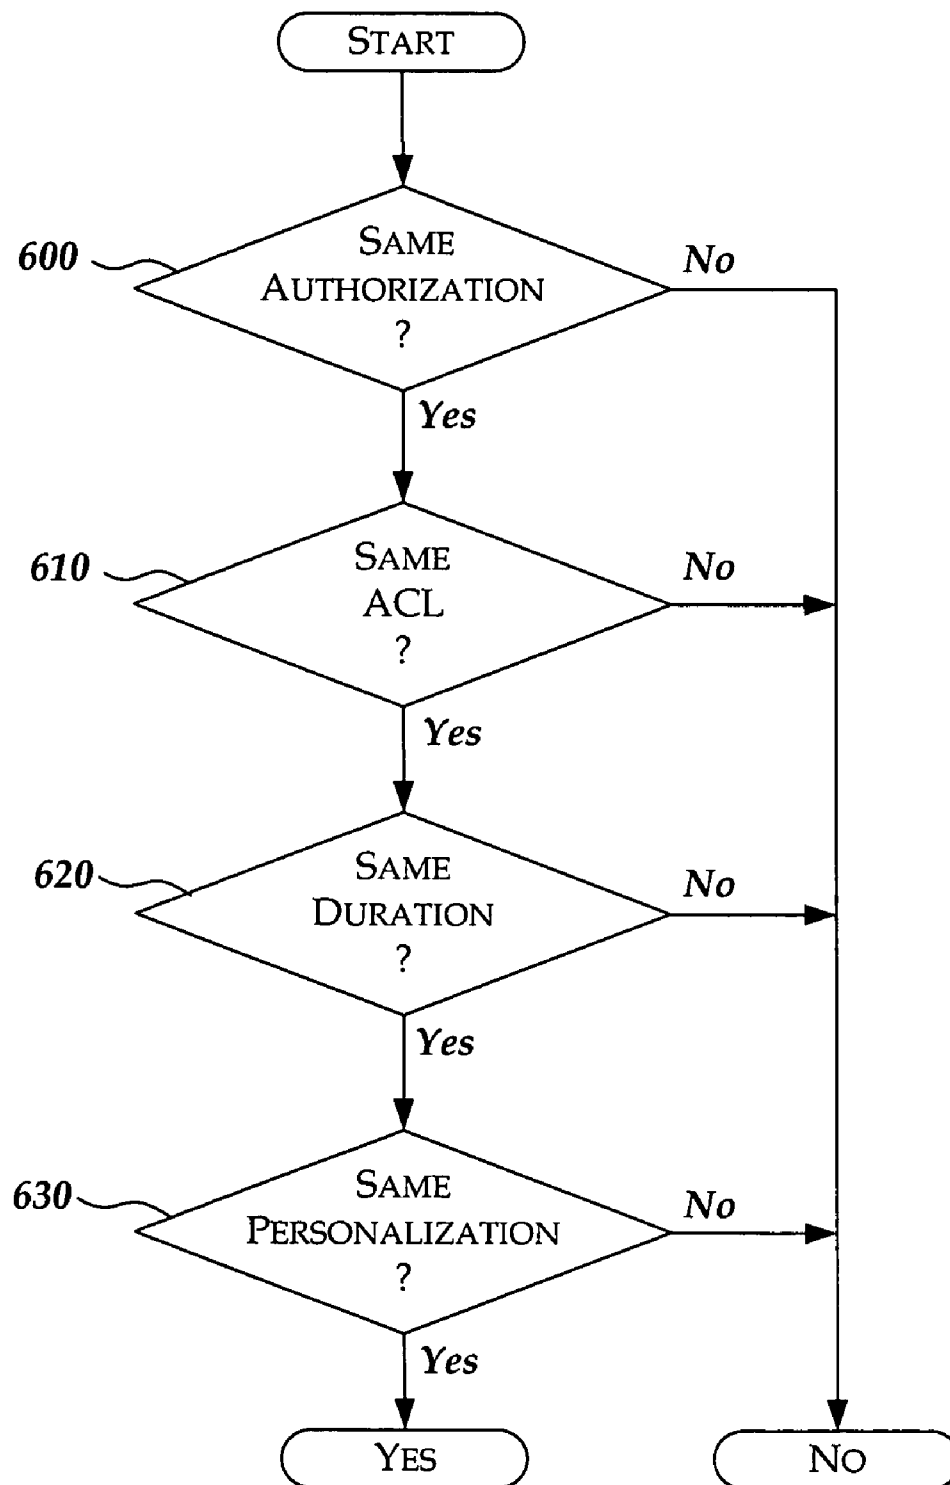 START
600
SAME
AUTHORIZATION
?
No
Yes
610
SAME
ACL
?
No
Yes
620
SAME
DURATION
?
No
Yes
630
SAME
PERSONALIZATION
?
No
Yes
YES
NO